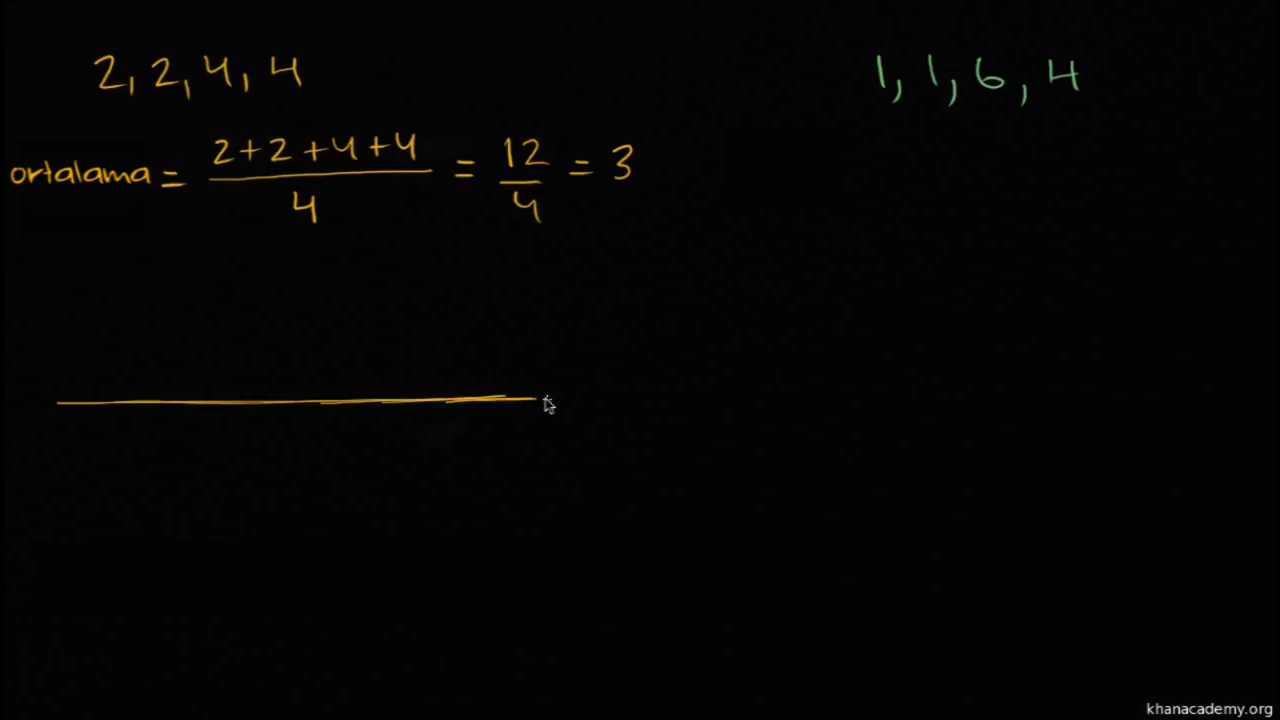 2, 2, 4, 4
1, 1, 6, 4
ortalama = (2+2+4+4)/4 = 12/4 = 3
khanacademy.org